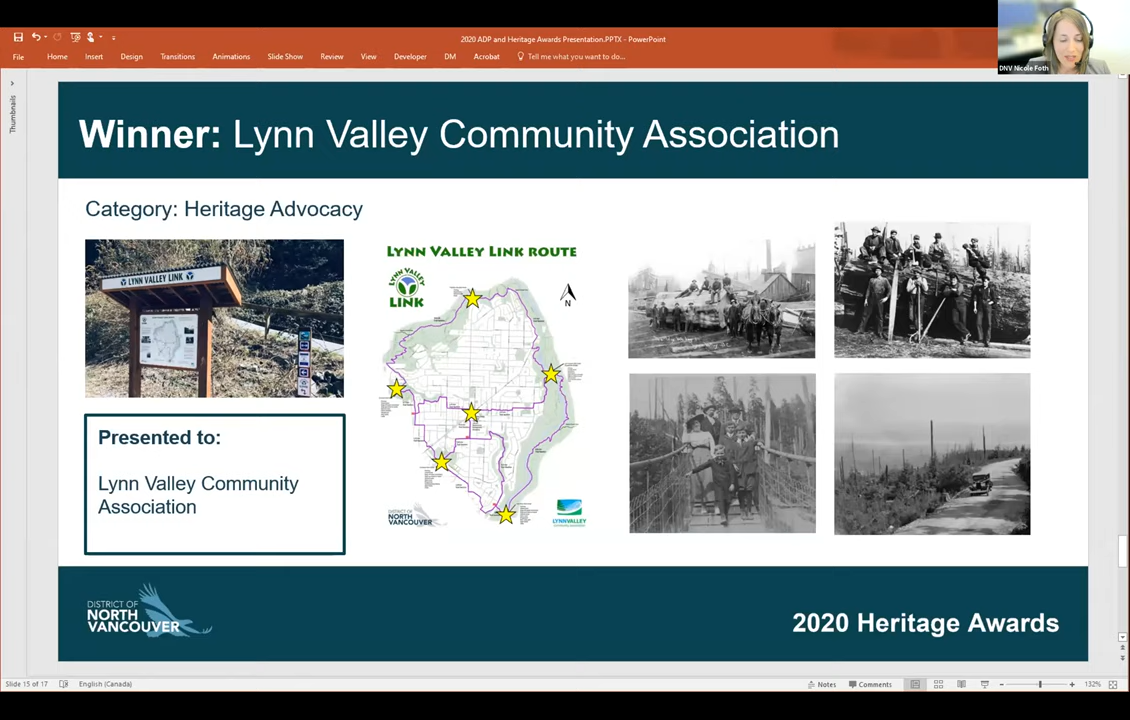 2020 ADP and Heritage Awards Presentation.PPTX - PowerPoint
File Home Insert Design Transitions Animations Slide Show Review View Developer DM Acrobat Tell me what you want to do...
DNV Nicole Foth
Thumbnails
Winner: Lynn Valley Community Association
Category: Heritage Advocacy
LYNN VALLEY LINK
Presented to:
Lynn Valley Community
Association
LYNN VALLEY LINK ROUTE
LYNN VALLEY
LINK
N
DISTRICT OF
NORTH
VANCOUVER
LYNNVALLEY
DISTRICT OF
NORTH
VANCOUVER
2020 Heritage Awards
Slide 15 of 17 English (Canada) Notes Comments 132%